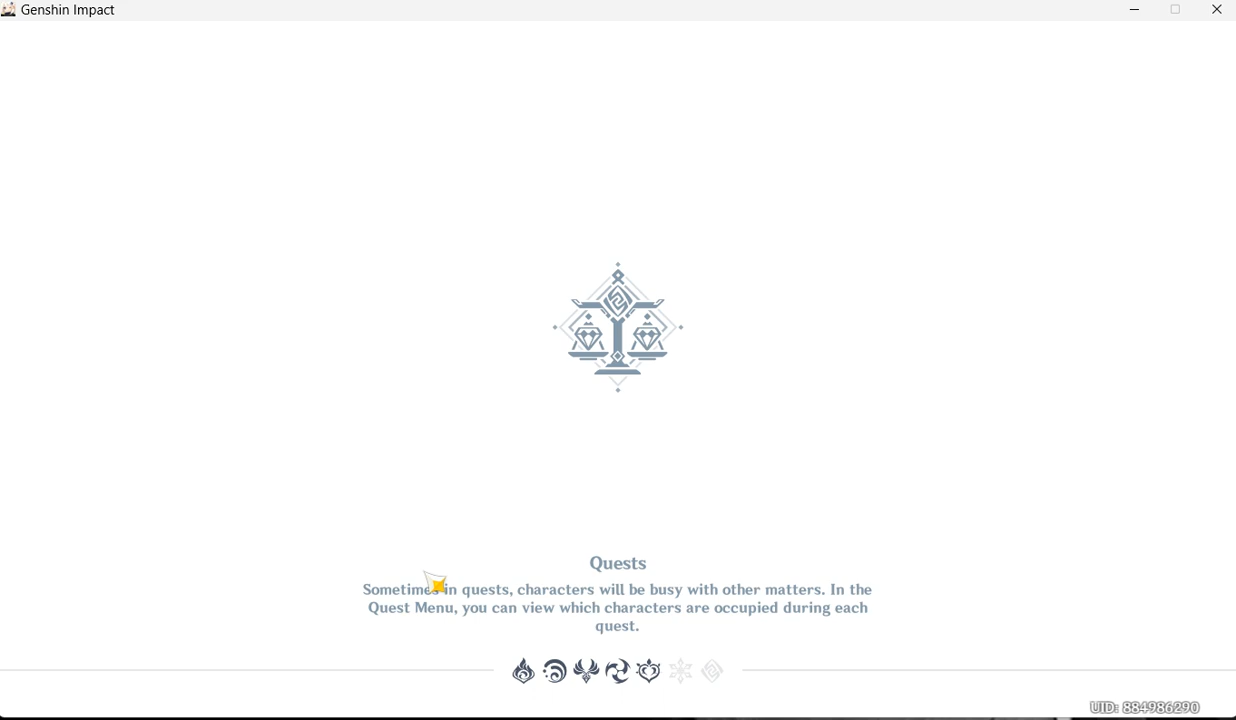 Genshin Impact
Quests
Sometimes in quests, characters will be busy with other matters. In the
Quest Menu, you can view which characters are occupied during each
quest.
UID: 884986290